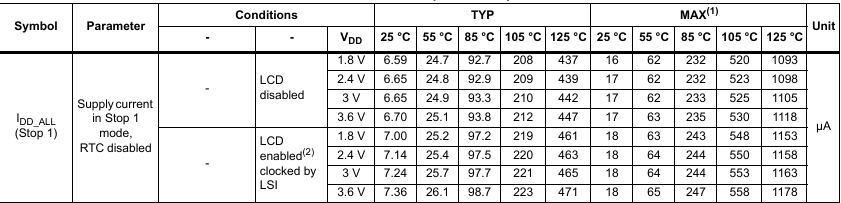 Symbol Parameter Conditions TYP MAX(1) Unit
- - VDD 25 °C 55 °C 85 °C 105 °C 125 °C 25 °C 55 °C 85 °C 105 °C 125 °C
IDD_ALL (Stop 1) Supply current in Stop 1 mode, RTC disabled - LCD disabled 1.8 V 6.59 24.7 92.7 208 437 16 62 232 520 1093 µA
2.4 V 6.65 24.8 92.9 209 439 17 62 232 523 1098
3 V 6.65 24.9 93.3 210 442 17 62 233 525 1105
3.6 V 6.70 25.1 93.8 212 447 17 63 235 530 1118
- LCD enabled(2) clocked by LSI 1.8 V 7.00 25.2 97.2 219 461 18 63 243 548 1153
2.4 V 7.14 25.4 97.5 220 463 18 64 244 550 1158
3 V 7.24 25.7 97.7 221 465 18 64 244 553 1163
3.6 V 7.36 26.1 98.7 223 471 18 65 247 558 1178